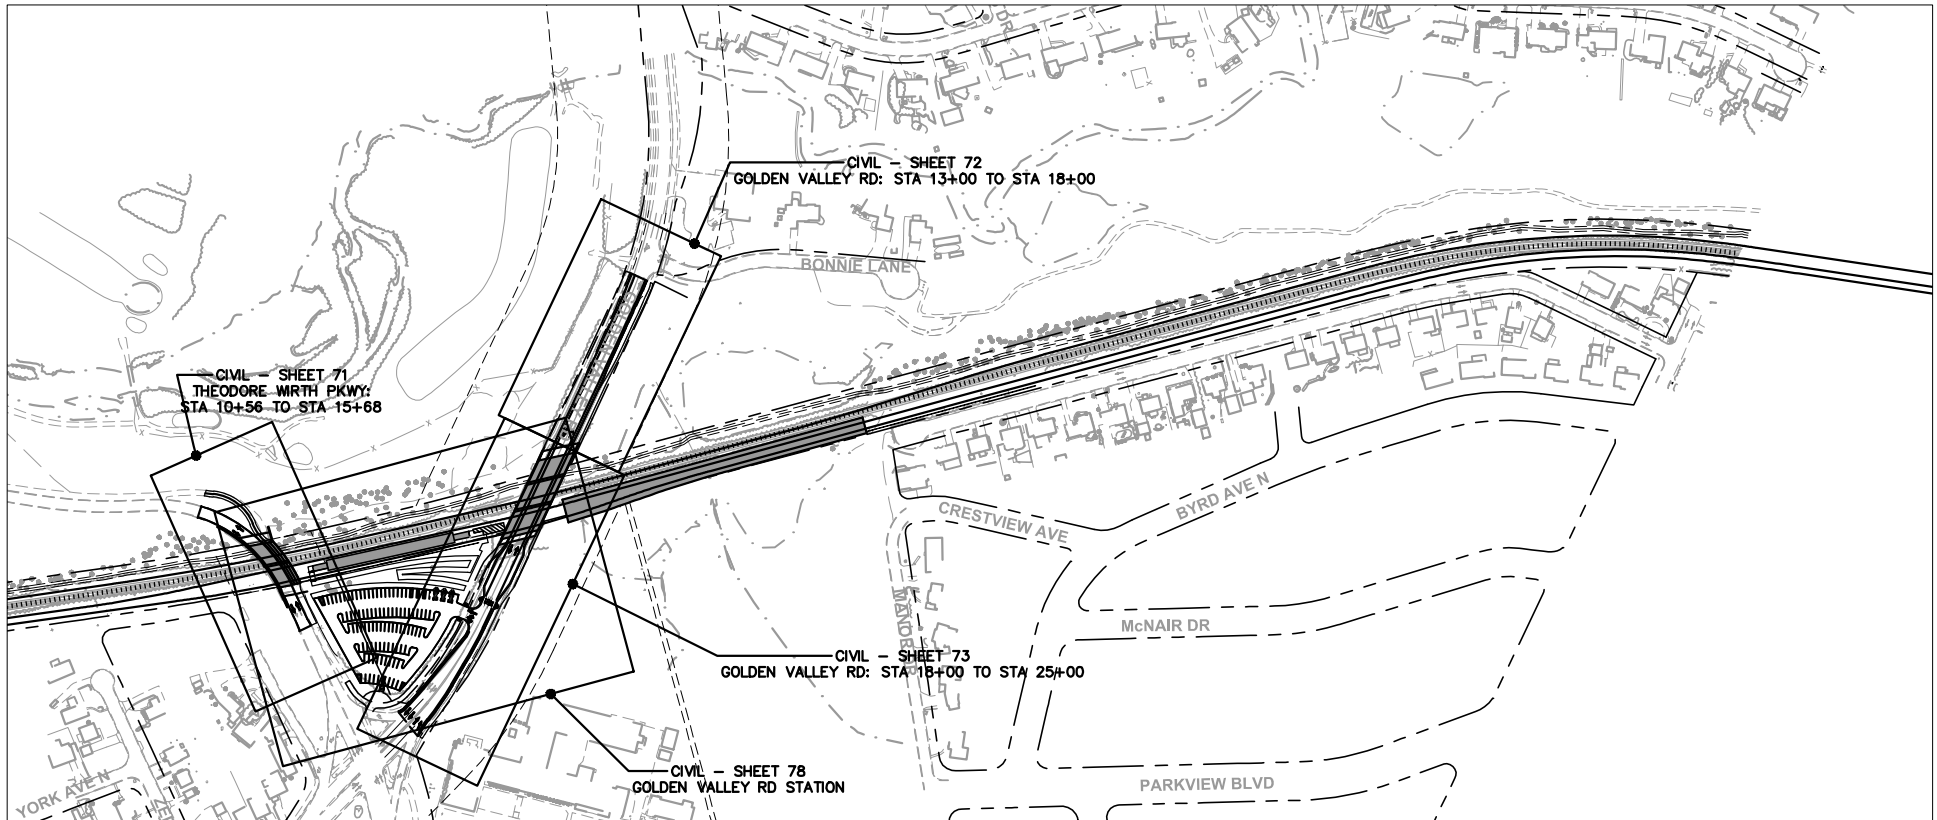 CIVIL – SHEET 72
GOLDEN VALLEY RD: STA 13+00 TO STA 18+00
BONNIE LANE
CIVIL – SHEET 71
THEODORE WIRTH PKWY:
STA 10+56 TO STA 15+68
CRESTVIEW AVE
BYRD AVE N
McNAIR DR
CIVIL – SHEET 73
GOLDEN VALLEY RD: STA 18+00 TO STA 25+00
CIVIL – SHEET 78
GOLDEN VALLEY RD STATION
PARKVIEW BLVD
YORK AVE N